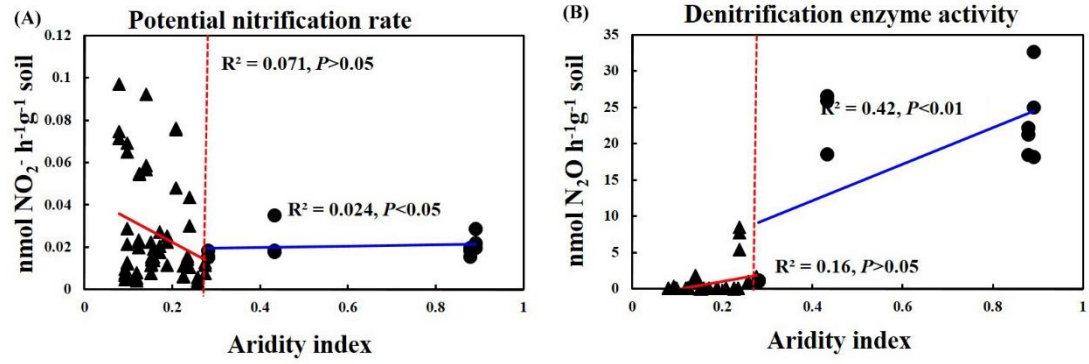 (A)
Potential nitrification rate
0.12
0.1
0.08
0.06
0.04
0.02
0
nmol NO₂⁻ h⁻¹g⁻¹ soil
R² = 0.071, P>0.05
R² = 0.024, P<0.05
0 0.2 0.4 0.6 0.8 1
Aridity index
(B)
Denitrification enzyme activity
35
30
25
20
15
10
5
0
nmol N₂O h⁻¹g⁻¹ soil
R² = 0.42, P<0.01
R² = 0.16, P>0.05
0 0.2 0.4 0.6 0.8 1
Aridity index